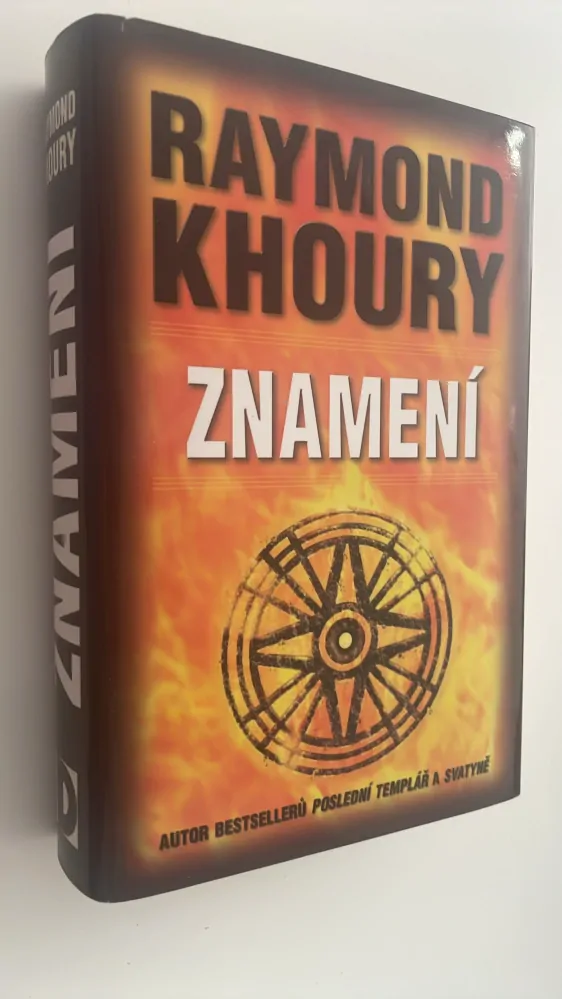 RAYMOND
KHOURY
ZNAMENÍ
AUTOR BESTSELLERŮ POSLEDNÍ TEMPLÁŘ A SVATYNĚ
RAYMOND
KHOURY
ZNAMENÍ